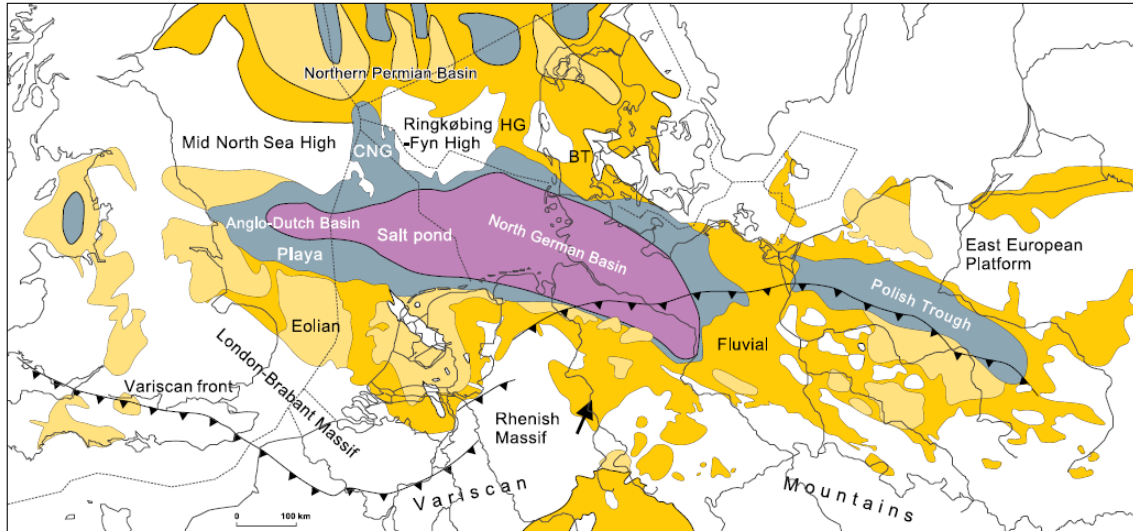 Northern Permian Basin
Mid North Sea High
CNG
Ringkøbing
-Fyn High
HG
BT
Anglo-Dutch Basin
Playa
Salt pond
North German Basin
East European
Platform
Polish Trough
Eolian
Fluvial
London-Brabant Massif
Variscan front
Rhenish
Massif
Variscan
Mountains
0 100 km